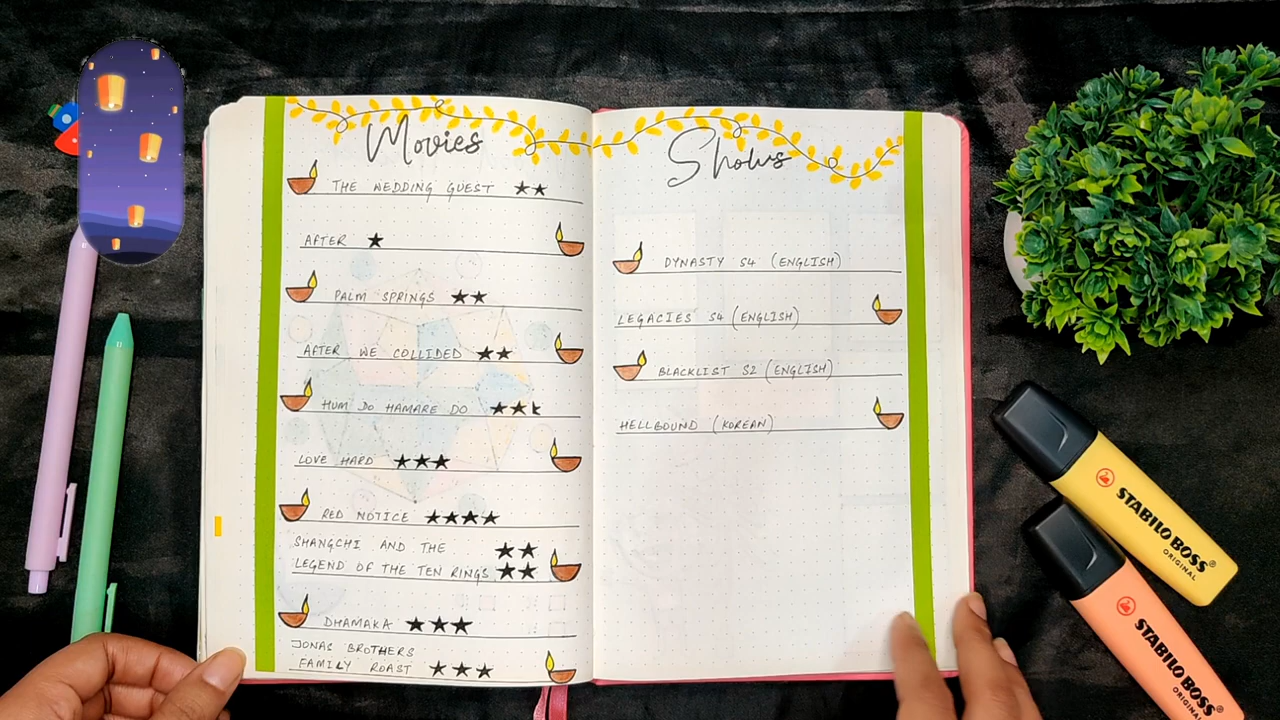 Movies
THE WEDDING GUEST ★★
AFTER ★
PALM SPRINGS ★★
AFTER WE COLLIDED ★★
HUM DO HAMARE DO ★★⯨
LOVE HARD ★★★
RED NOTICE ★★★★
SHANGCHI AND THE ★★
LEGEND OF THE TEN RINGS ★★
DHAMAKA ★★★
JONAS BROTHERS
FAMILY ROAST ★★★
Shows
DYNASTY S4 (ENGLISH)
LEGACIES S4 (ENGLISH)
BLACKLIST S2 (ENGLISH)
HELLBOUND (KOREAN)
STABILO BOSS
ORIGINAL
STABILO BOSS
ORIGINAL